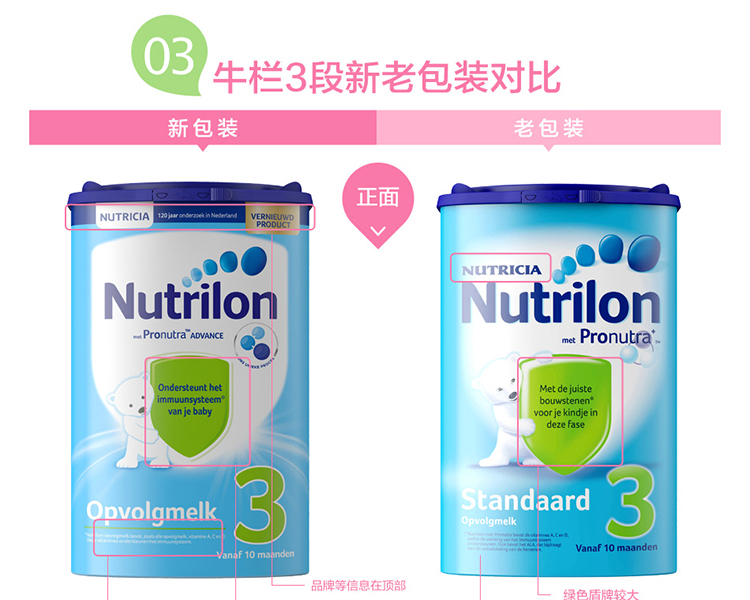 03
牛栏3段新老包装对比
新包装
老包装
正面
NUTRICIA
120 jaar onderzoek in Nederland
VERNIEUWD
PRODUCT
Nutrilon
met Pronutra™ ADVANCE
Ondersteunt het
immuunsysteem*
van je baby
Opvolgmelk
3
Vanaf 10 maanden
品牌等信息在顶部
NUTRICIA
Nutrilon
met Pronutra+™
Met de juiste
bouwstenen*
voor je kindje in
deze fase
Standaard
Opvolgmelk
3
Vanaf 10 maanden
绿色盾牌较大